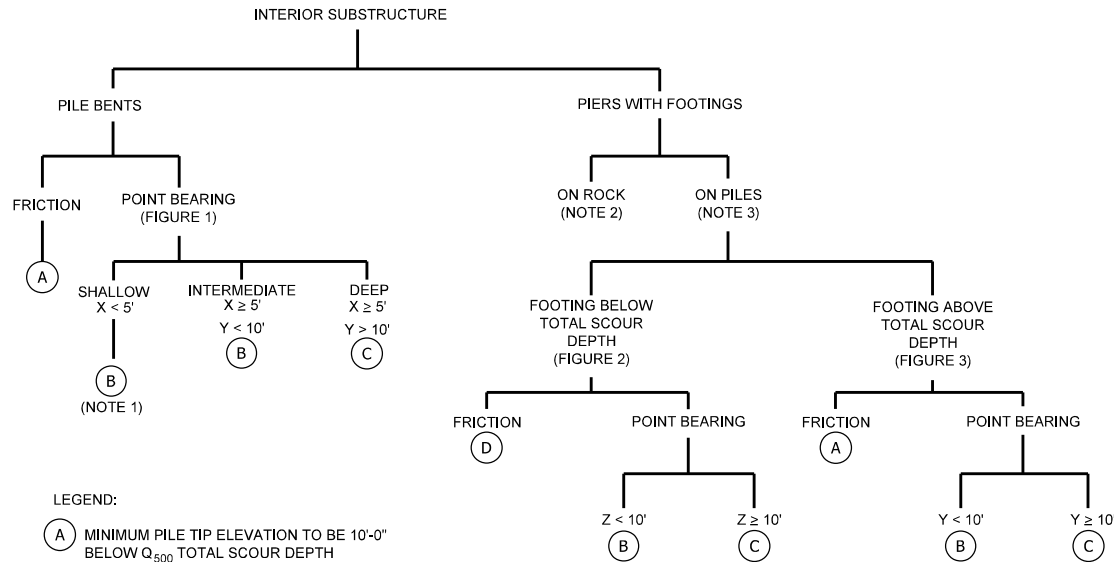 INTERIOR SUBSTRUCTURE
PILE BENTS
PIERS WITH FOOTINGS
FRICTION
POINT BEARING
(FIGURE 1)
ON ROCK
(NOTE 2)
ON PILES
(NOTE 3)
A
SHALLOW
X < 5'
B
(NOTE 1)
INTERMEDIATE
X ≥ 5'
Y < 10'
B
DEEP
X ≥ 5'
Y > 10'
C
FOOTING BELOW
TOTAL SCOUR
DEPTH
(FIGURE 2)
FOOTING ABOVE
TOTAL SCOUR
DEPTH
(FIGURE 3)
FRICTION
D
POINT BEARING
FRICTION
A
POINT BEARING
Z < 10'
B
Z ≥ 10'
C
Y < 10'
B
Y ≥ 10'
C
LEGEND:
A MINIMUM PILE TIP ELEVATION TO BE 10'-0"
BELOW Q500 TOTAL SCOUR DEPTH